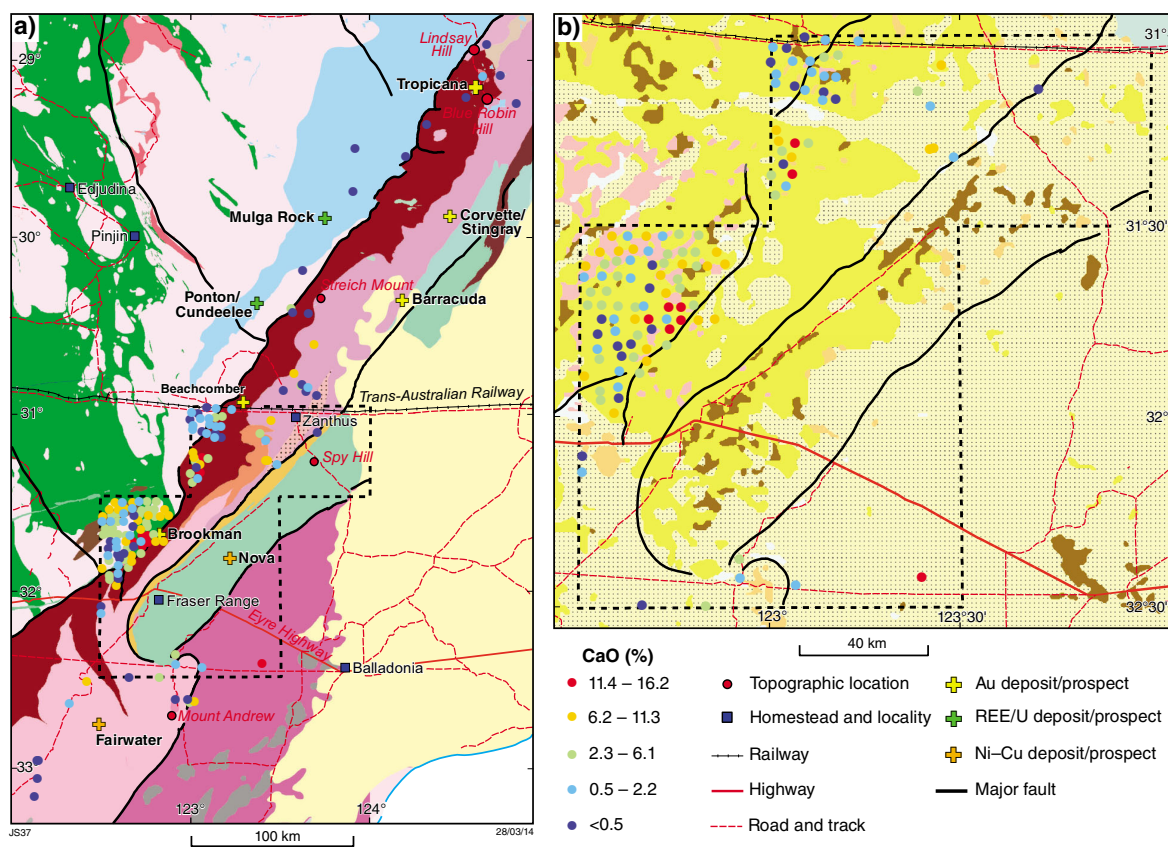 a)
Lindsay
Hill
29°
Tropicana
Blue Robin
Hill
Edjudina
Mulga Rock
Corvette/
Stingray
Pinjin
30°
Streich Mount
Ponton/
Cundeelee
Barracuda
Beachcomber
Trans-Australian Railway
31°
Zanthus
Spy Hill
Brookman
Nova
32°
Fraser Range
Eyre Highway
Balladonia
Mount Andrew
Fairwater
33°
123°
124°
JS37
28/03/14
100 km
b)
31°
31°30'
32°
32°30'
123°
123°30'
40 km
CaO (%)
11.4 – 16.2
6.2 – 11.3
2.3 – 6.1
0.5 – 2.2
<0.5
Topographic location
Homestead and locality
Railway
Highway
Road and track
Au deposit/prospect
REE/U deposit/prospect
Ni–Cu deposit/prospect
Major fault